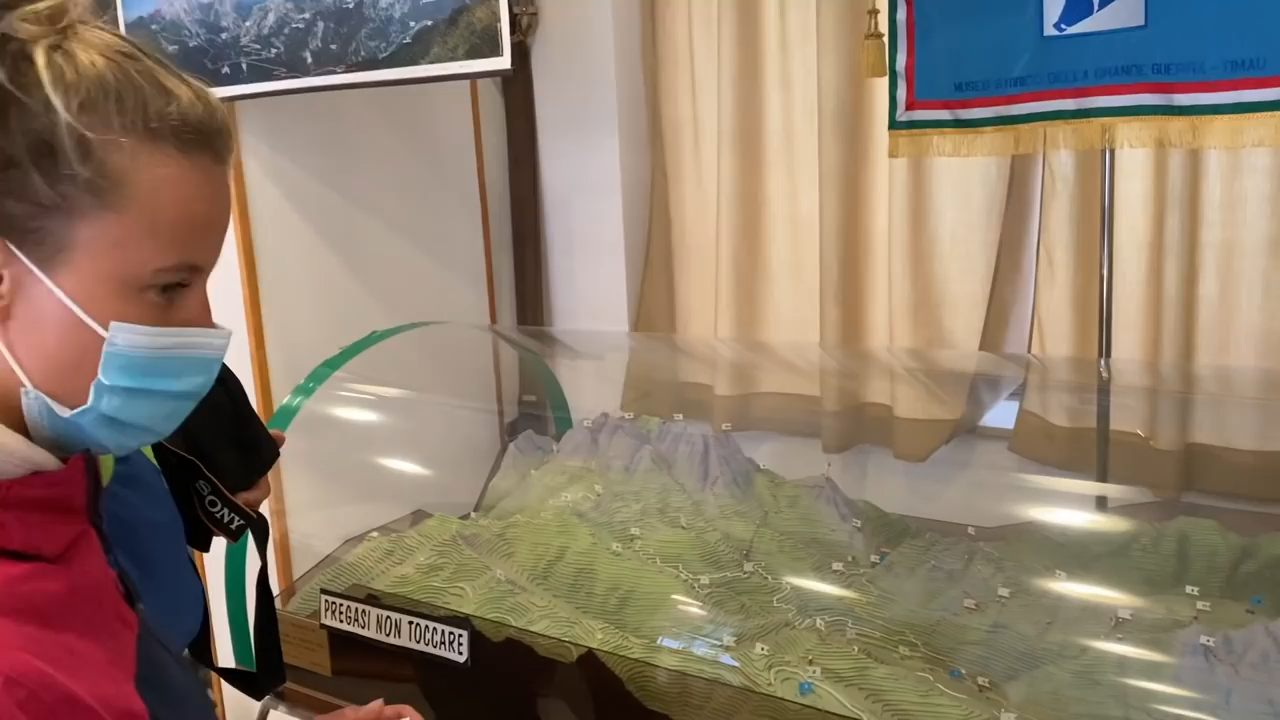 MUSEO STORICO DELLA GRANDE GUERRA - TIMAU
SONY
PREGASI NON TOCCARE